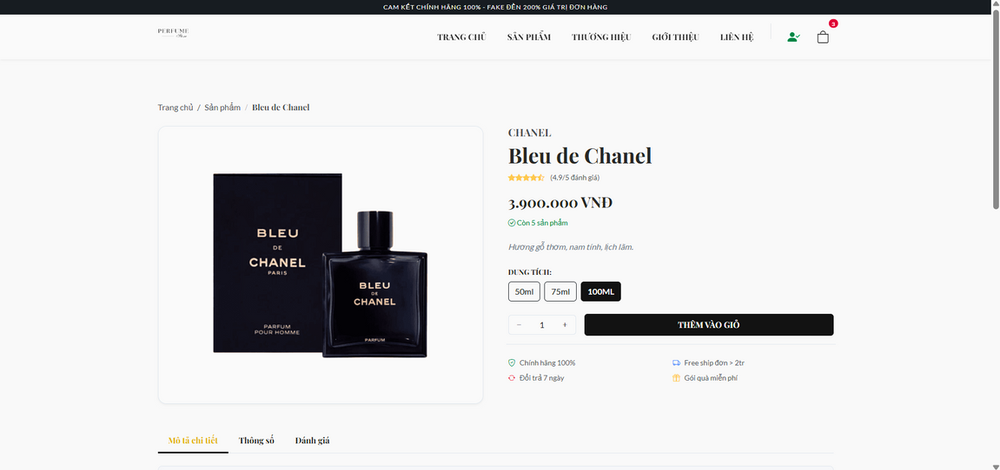 CAM KẾT CHÍNH HÃNG 100% - FAKE ĐỀN 200% GIÁ TRỊ ĐƠN HÀNG
PERFUME
TRANG CHỦ SẢN PHẨM THƯƠNG HIỆU GIỚI THIỆU LIÊN HỆ
3
Trang chủ / Sản phẩm / Bleu de Chanel
CHANEL
Bleu de Chanel
(4.9/5 đánh giá)
3.900.000 VNĐ
Còn 5 sản phẩm
Hương gỗ thơm, nam tính, lịch lãm.
DUNG TÍCH:
50ml 75ml 100ML
− 1 +
THÊM VÀO GIỎ
Chính hãng 100%
Free ship đơn > 2tr
Đổi trả 7 ngày
Gói quà miễn phí
BLEU
DE
CHANEL
PARIS
PARFUM
POUR HOMME
BLEU
DE
CHANEL
PARFUM
Mô tả chi tiết Thông số Đánh giá